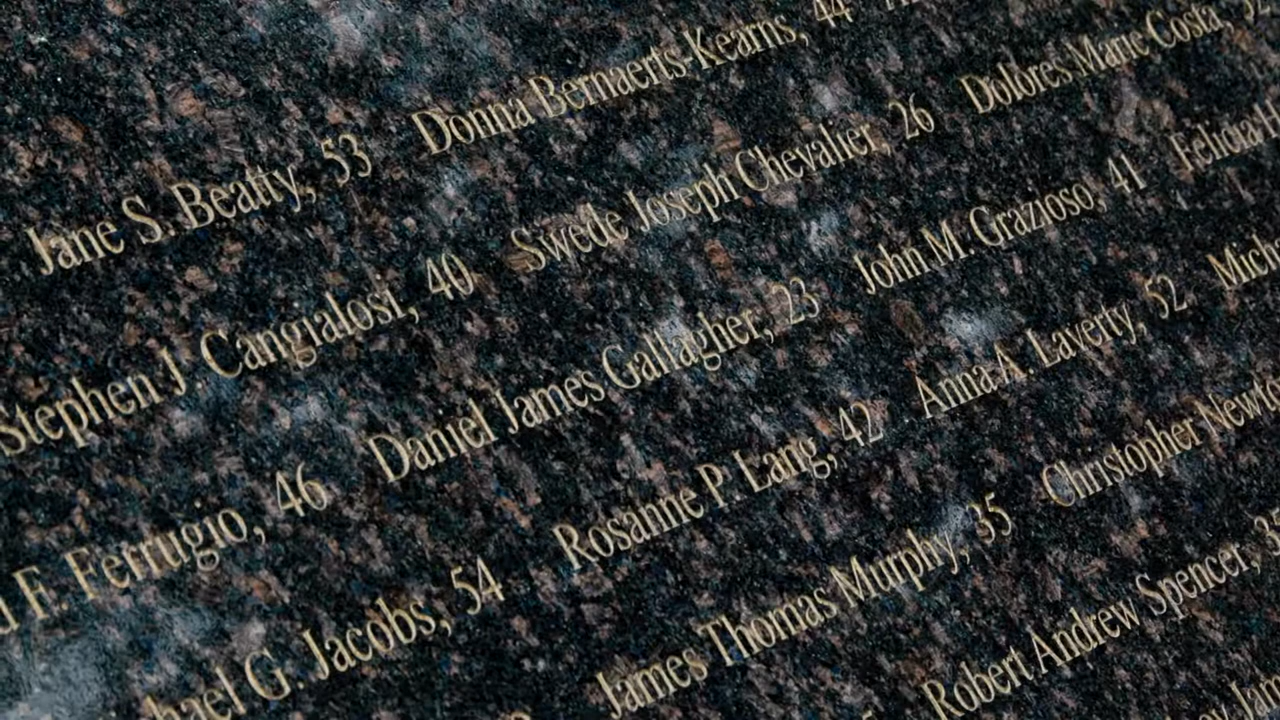 Jane S. Beatty, 53 Donna Bernaerts-Kearns, 44
Stephen J. Cangialosi, 40 Swede Joseph Chevalier, 26 Dolores Marie Costa,
F. Ferrugio, 46 Daniel James Gallagher, 23 John M. Grazioso, 41 Felicia
G. Jacobs, 54 Rosanne P. Lang, 42 Anna A. Laverty, 52
James Thomas Murphy, 35 Christopher
Robert Andrew Spencer,